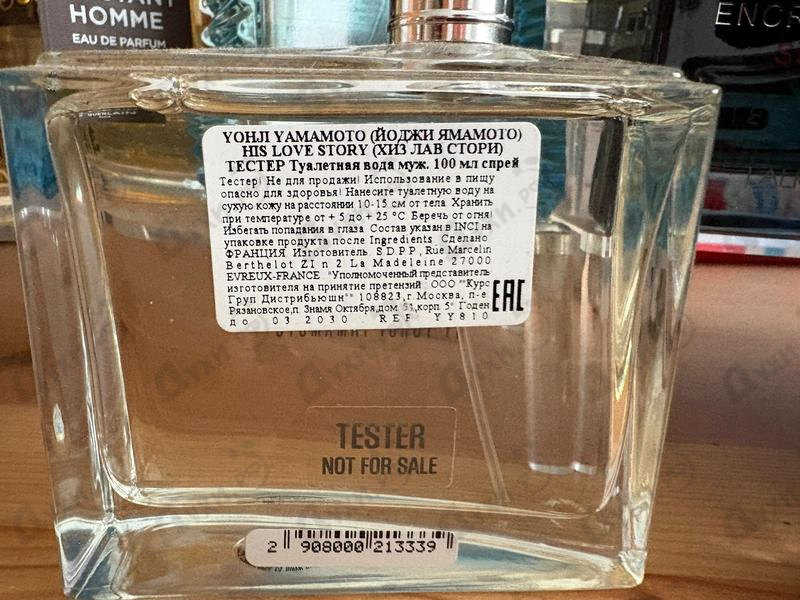 INSTANT
HOMME
EAU DE PARFUM
ENCR
YOHJI YAMAMOTO (ЙОДЖИ ЯМАМОТО)
HIS LOVE STORY (ХИЗ ЛАВ СТОРИ)
ТЕСТЕР Туалетная вода муж. 100 мл спрей
Тестер! Не для продажи! Использование в пищу
опасно для здоровья! Нанесите туалетную воду на
сухую кожу на расстоянии 10-15 см от тела Хранить
при температуре от + 5 до + 25 °C Беречь от огня!
Избегать попадания в глаза Состав указан в INCI на
упаковке продукта после Ingredients Сделано
ФРАНЦИЯ Изготовитель SDPP, Rue Marcelin
Berthelot ZI n 2 La Madeleine 27000
EVREUX-FRANCE "Уполномоченный представитель
изготовителя на принятие претензий ООО ""Курс
Груп Дистрибьюшн"" 108823, г.Москва, п-е
Рязановское,п. Знамя Октября,дом 31,корп 5" Годен
до 03 2030 REF YY810
EAC
TESTER
NOT FOR SALE
2 908000 213339